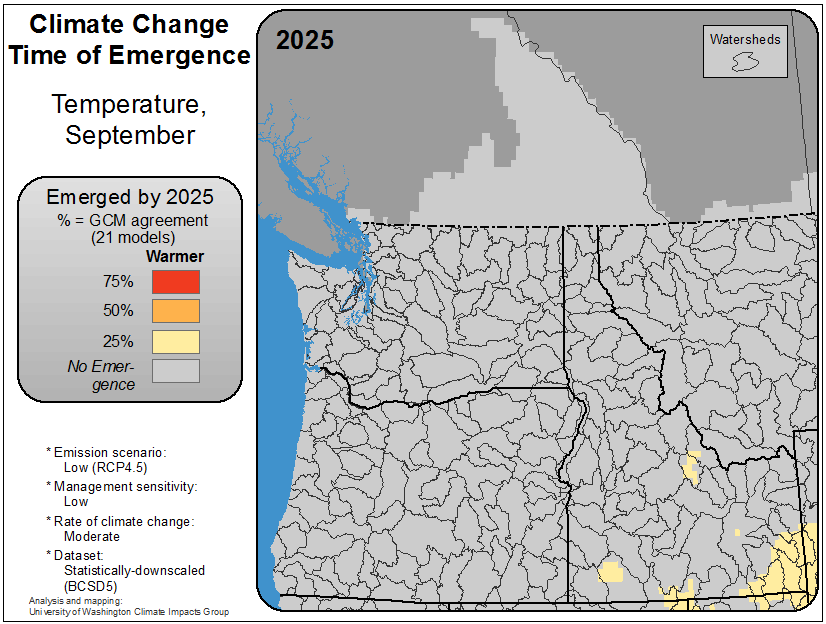 Climate Change
Time of Emergence
Temperature,
September
Emerged by 2025
% = GCM agreement
(21 models)
Warmer
75%
50%
25%
No Emer-
gence
* Emission scenario:
Low (RCP4.5)
* Management sensitivity:
Low
* Rate of climate change:
Moderate
* Dataset:
Statistically-downscaled
(BCSD5)
Analysis and mapping:
University of Washington Climate Impacts Group
2025
Watersheds